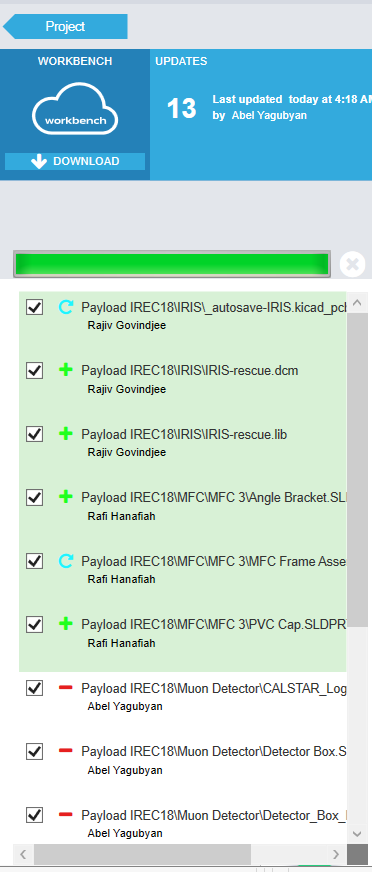 Project
WORKBENCH
workbench
DOWNLOAD
UPDATES
13
Last updated today at 4:18 AM
by Abel Yagubyan
Payload IREC18\IRIS\_autosave-IRIS.kicad_pcb
Rajiv Govindjee
Payload IREC18\IRIS\IRIS-rescue.dcm
Rajiv Govindjee
Payload IREC18\IRIS\IRIS-rescue.lib
Rajiv Govindjee
Payload IREC18\MFC\MFC 3\Angle Bracket.SL
Rafi Hanafiah
Payload IREC18\MFC\MFC 3\MFC Frame Asse
Rafi Hanafiah
Payload IREC18\MFC\MFC 3\PVC Cap.SLDPR
Rafi Hanafiah
Payload IREC18\Muon Detector\CALSTAR_Log
Abel Yagubyan
Payload IREC18\Muon Detector\Detector Box.S
Abel Yagubyan
Payload IREC18\Muon Detector\Detector_Box_
Abel Yagubyan